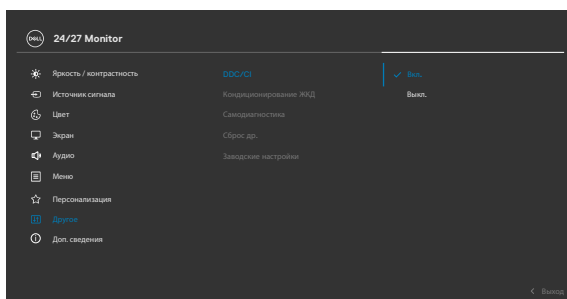 DELL 24/27 Monitor
Яркость / контрастность DDC/CI Вкл.
Источник сигнала Кондиционирование ЖКД Выкл.
Цвет Самодиагностика
Экран Сброс др.
Аудио Заводские настройки
Меню
Персонализация
Другое
Доп. сведения
Выход